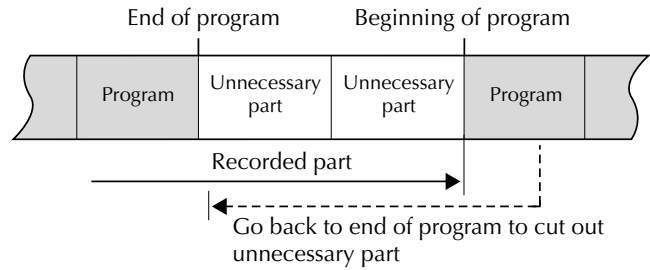 End of program
Beginning of program
Program
Unnecessary
part
Unnecessary
part
Program
Recorded part
Go back to end of program to cut out
unnecessary part